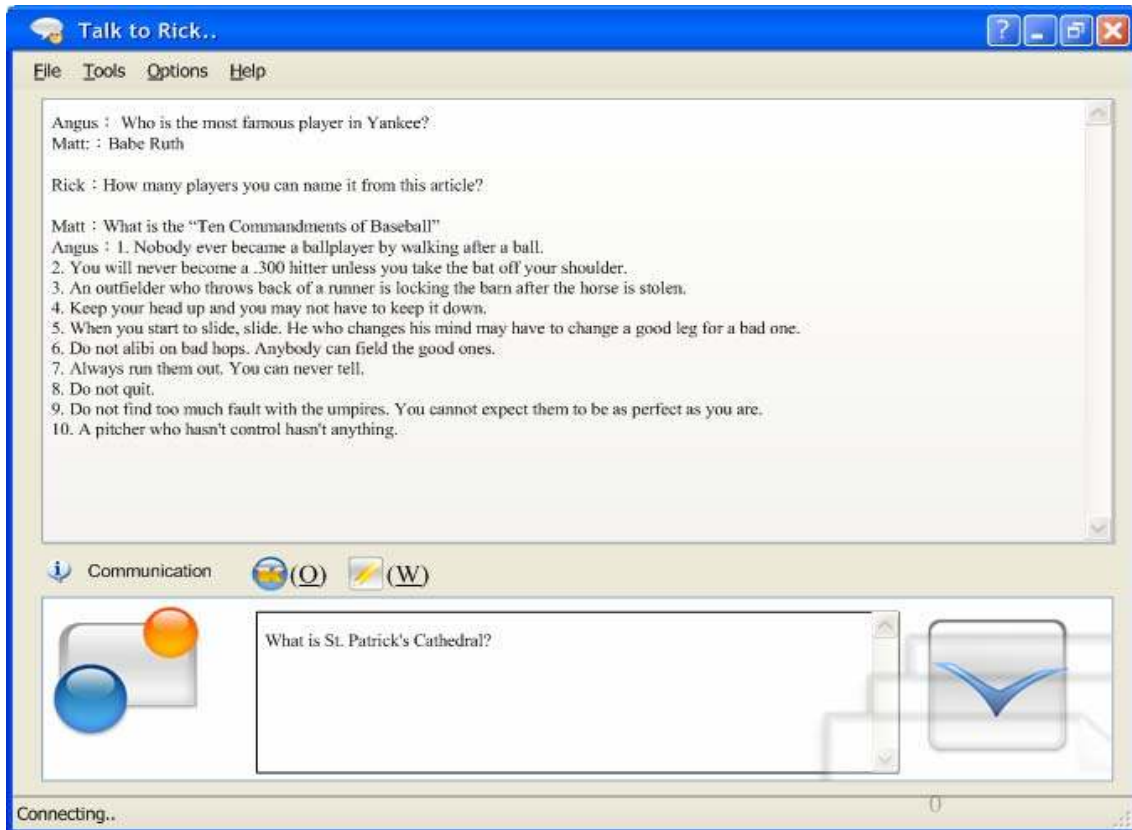 Talk to Rick..
File Tools Options Help
Angus： Who is the most famous player in Yankee?
Matt:：Babe Ruth
Rick：How many players you can name it from this article?
Matt：What is the “Ten Commandments of Baseball”
Angus：1. Nobody ever became a ballplayer by walking after a ball.
2. You will never become a .300 hitter unless you take the bat off your shoulder.
3. An outfielder who throws back of a runner is locking the barn after the horse is stolen.
4. Keep your head up and you may not have to keep it down.
5. When you start to slide, slide. He who changes his mind may have to change a good leg for a bad one.
6. Do not alibi on bad hops. Anybody can field the good ones.
7. Always run them out. You can never tell.
8. Do not quit.
9. Do not find too much fault with the umpires. You cannot expect them to be as perfect as you are.
10. A pitcher who hasn't control hasn't anything.
Communication (O) (W)
What is St. Patrick's Cathedral?
0
Connecting..